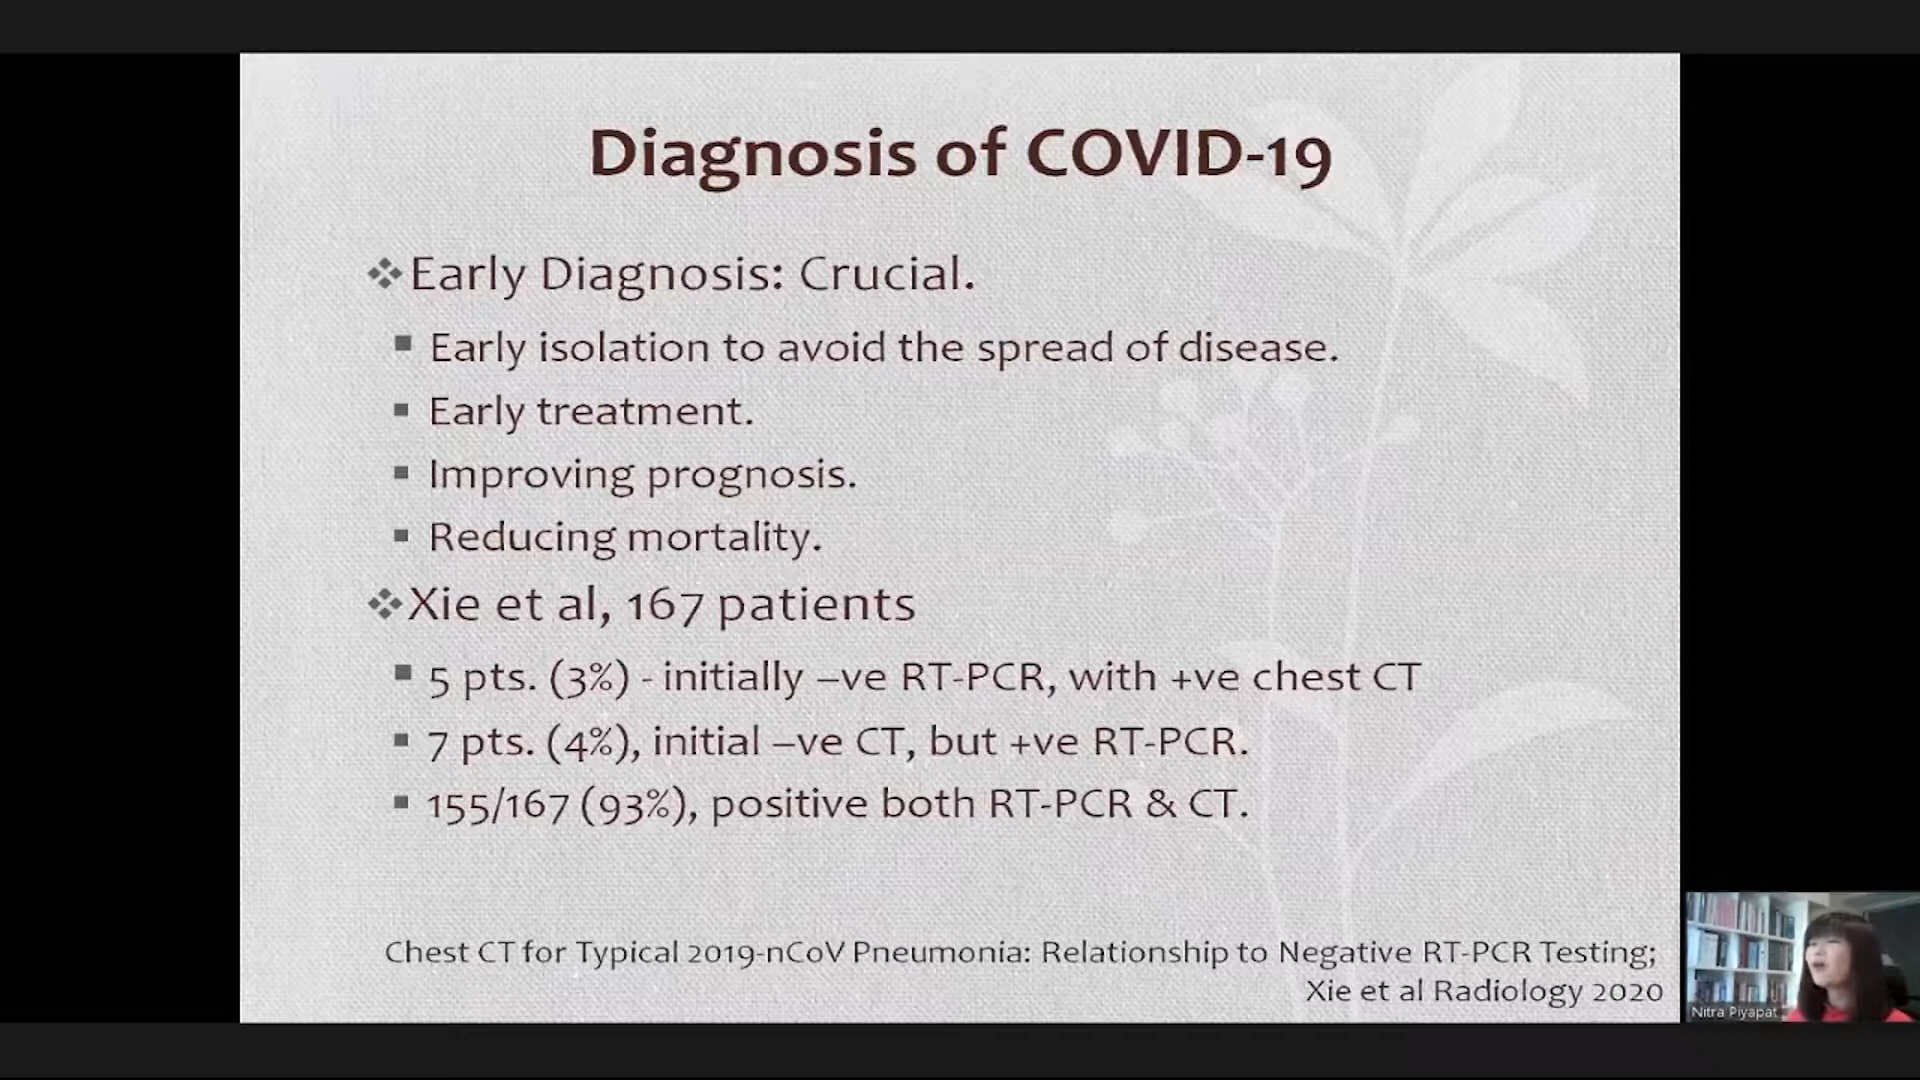 Diagnosis of COVID-19
❖Early Diagnosis: Crucial.
▪ Early isolation to avoid the spread of disease.
▪ Early treatment.
▪ Improving prognosis.
▪ Reducing mortality.
❖Xie et al, 167 patients
▪ 5 pts. (3%) - initially –ve RT-PCR, with +ve chest CT
▪ 7 pts. (4%), initial –ve CT, but +ve RT-PCR.
▪ 155/167 (93%), positive both RT-PCR & CT.
Chest CT for Typical 2019-nCoV Pneumonia: Relationship to Negative RT-PCR Testing;
Xie et al Radiology 2020
Nitra Piyapat